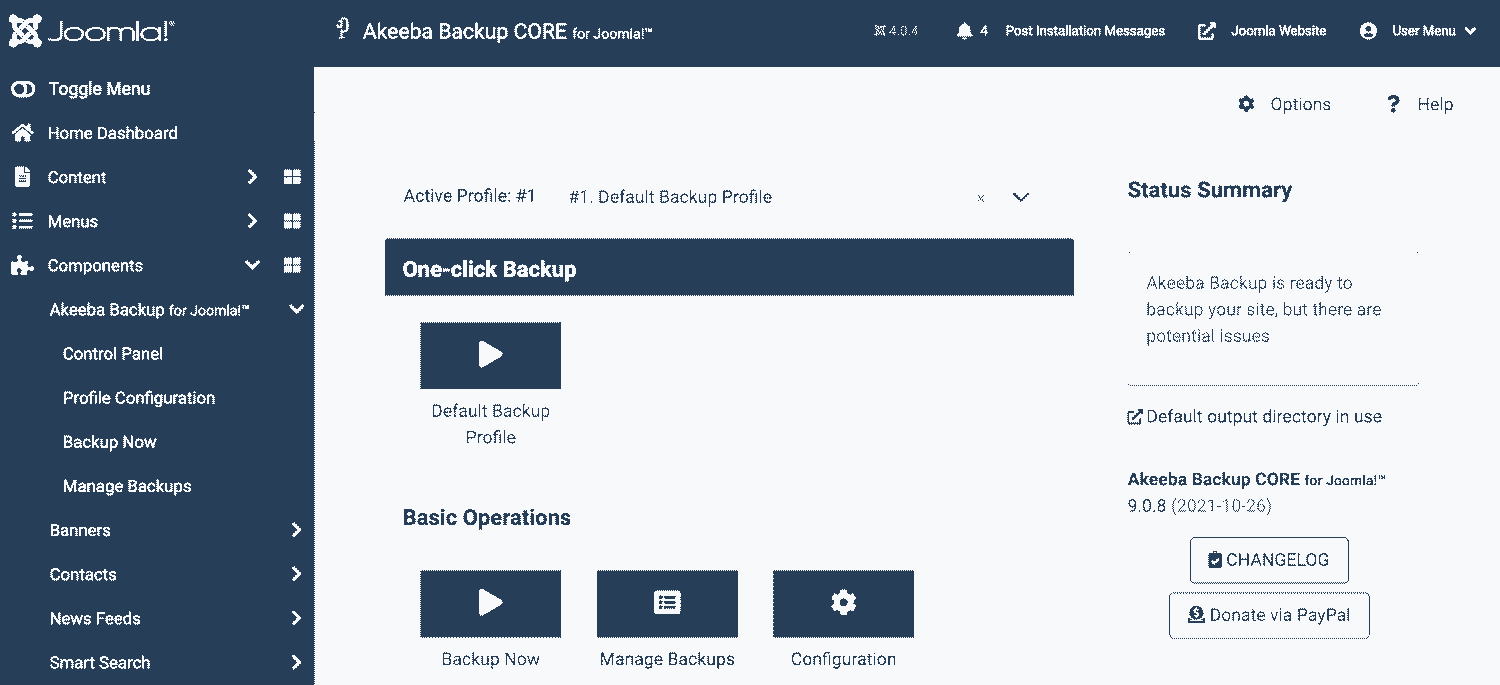 Joomla!®
Akeeba Backup CORE for Joomla!™
4.0.4
4 Post Installation Messages
Joomla Website
User Menu
Toggle Menu
Home Dashboard
Content
Menus
Components
Akeeba Backup for Joomla!™
Control Panel
Profile Configuration
Backup Now
Manage Backups
Banners
Contacts
News Feeds
Smart Search
Options
Help
Active Profile: #1
#1. Default Backup Profile
x
One-click Backup
Default Backup
Profile
Basic Operations
Backup Now
Manage Backups
Configuration
Status Summary
Akeeba Backup is ready to
backup your site, but there are
potential issues
Default output directory in use
Akeeba Backup CORE for Joomla!™
9.0.8 (2021-10-26)
CHANGELOG
Donate via PayPal